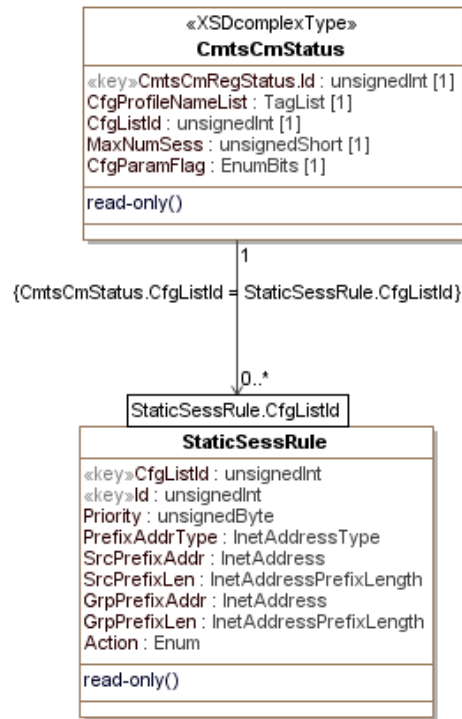 «XSDcomplexType»
CmtsCmStatus
«key»CmtsCmRegStatus.Id : unsignedInt [1]
CfgProfileNameList : TagList [1]
CfgListId : unsignedInt [1]
MaxNumSess : unsignedShort [1]
CfgParamFlag : EnumBits [1]
read-only()
1
{CmtsCmStatus.CfgListId = StaticSessRule.CfgListId}
0..*
StaticSessRule.CfgListId
StaticSessRule
«key»CfgListId : unsignedInt
«key»Id : unsignedInt
Priority : unsignedByte
PrefixAddrType : InetAddressType
SrcPrefixAddr : InetAddress
SrcPrefixLen : InetAddressPrefixLength
GrpPrefixAddr : InetAddress
GrpPrefixLen : InetAddressPrefixLength
Action : Enum
read-only()